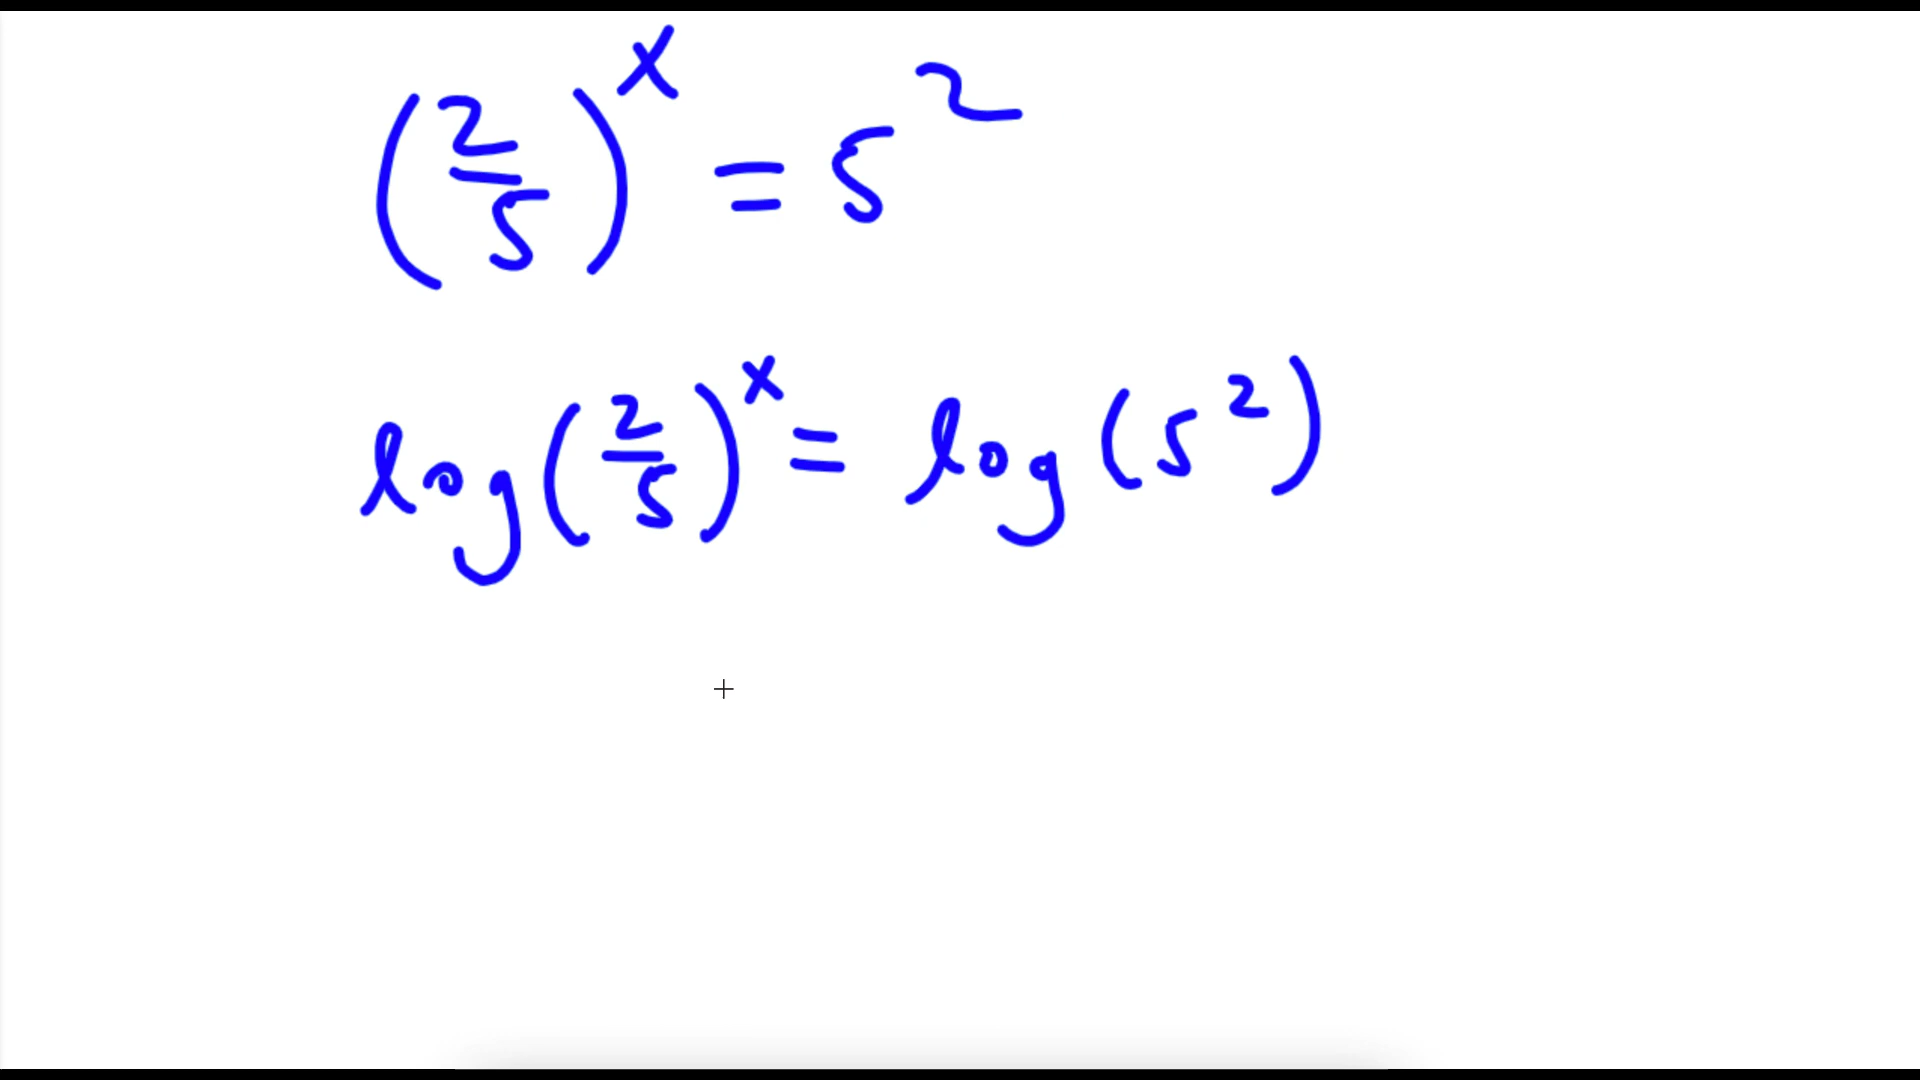 (2/5)^x = 5^2
log(2/5)^x = log(5^2)